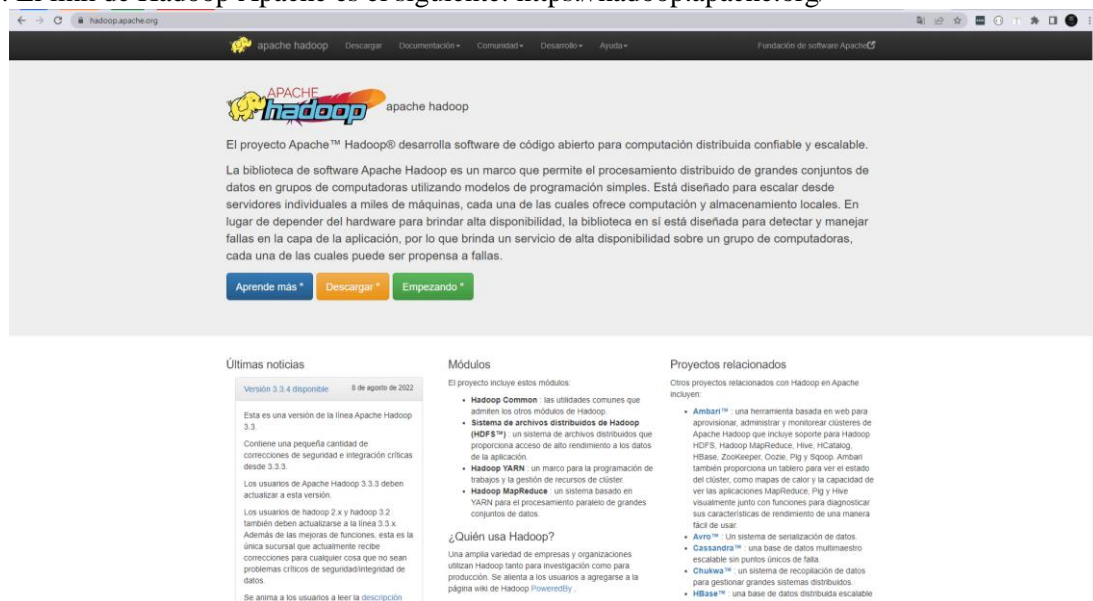 . El link de Hadoop Apache es el siguiente: https://hadoop.apache.org/
hadoop.apache.org
apache hadoop Descargar Documentación Comunidad Desarrollo Ayuda Fundación de software Apache
APACHE
hadoop
apache hadoop
El proyecto Apache™ Hadoop® desarrolla software de código abierto para computación distribuida confiable y escalable.
La biblioteca de software Apache Hadoop es un marco que permite el procesamiento distribuido de grandes conjuntos de
datos en grupos de computadoras utilizando modelos de programación simples. Está diseñado para escalar desde
servidores individuales a miles de máquinas, cada una de las cuales ofrece computación y almacenamiento locales. En
lugar de depender del hardware para brindar alta disponibilidad, la biblioteca en sí está diseñada para detectar y manejar
fallas en la capa de la aplicación, por lo que brinda un servicio de alta disponibilidad sobre un grupo de computadoras,
cada una de las cuales puede ser propensa a fallas.
Aprende más " Descargar " Empezando "
Últimas noticias
Versión 3.3.4 disponible 8 de agosto de 2022
Esta es una versión de la línea Apache Hadoop
3.3.
Contiene una pequeña cantidad de
correcciones de seguridad e integración críticas
desde 3.3.3.
Los usuarios de Apache Hadoop 3.3.3 deben
actualizar a esta versión.
Los usuarios de hadoop 2.x y hadoop 3.2
también deben actualizarse a la línea 3.3.x.
Además de las mejoras de funciones, esta es la
única sucursal que actualmente recibe
correcciones para cualquier cosa que no sean
problemas críticos de seguridad/integridad de
datos.
Se anima a los usuarios a leer la descripción
Módulos
El proyecto incluye estos módulos:
• Hadoop Common : las utilidades comunes que
admiten los otros módulos de Hadoop.
• Sistema de archivos distribuidos de Hadoop
(HDFS™) : un sistema de archivos distribuidos que
proporciona acceso de alto rendimiento a los datos
de la aplicación.
• Hadoop YARN : un marco para la programación de
trabajos y la gestión de recursos de clúster.
• Hadoop MapReduce : un sistema basado en
YARN para el procesamiento paralelo de grandes
conjuntos de datos.
¿Quién usa Hadoop?
Una amplia variedad de empresas y organizaciones
utilizan Hadoop tanto para investigación como para
producción. Se alienta a los usuarios a agregarse a la
página wiki de Hadoop PoweredBy .
Proyectos relacionados
Otros proyectos relacionados con Hadoop en Apache
incluyen:
• Ambari™ : una herramienta basada en web para
aprovisionar, administrar y monitorear clústeres de
Apache Hadoop que incluye soporte para Hadoop
HDFS, Hadoop MapReduce, Hive, HCatalog,
HBase, ZooKeeper, Oozie, Pig y Sqoop. Ambari
también proporciona un tablero para ver el estado
del clúster, como mapas de calor y la capacidad de
ver las aplicaciones MapReduce, Pig y Hive
visualmente junto con funciones para diagnosticar
sus características de rendimiento de una manera
fácil de usar.
• Avro™ : Un sistema de serialización de datos.
• Cassandra™ : una base de datos multimaestro
escalable sin puntos únicos de falla.
• Chukwa™ : un sistema de recopilación de datos
para gestionar grandes sistemas distribuidos.
• HBase™ : una base de datos distribuida escalable